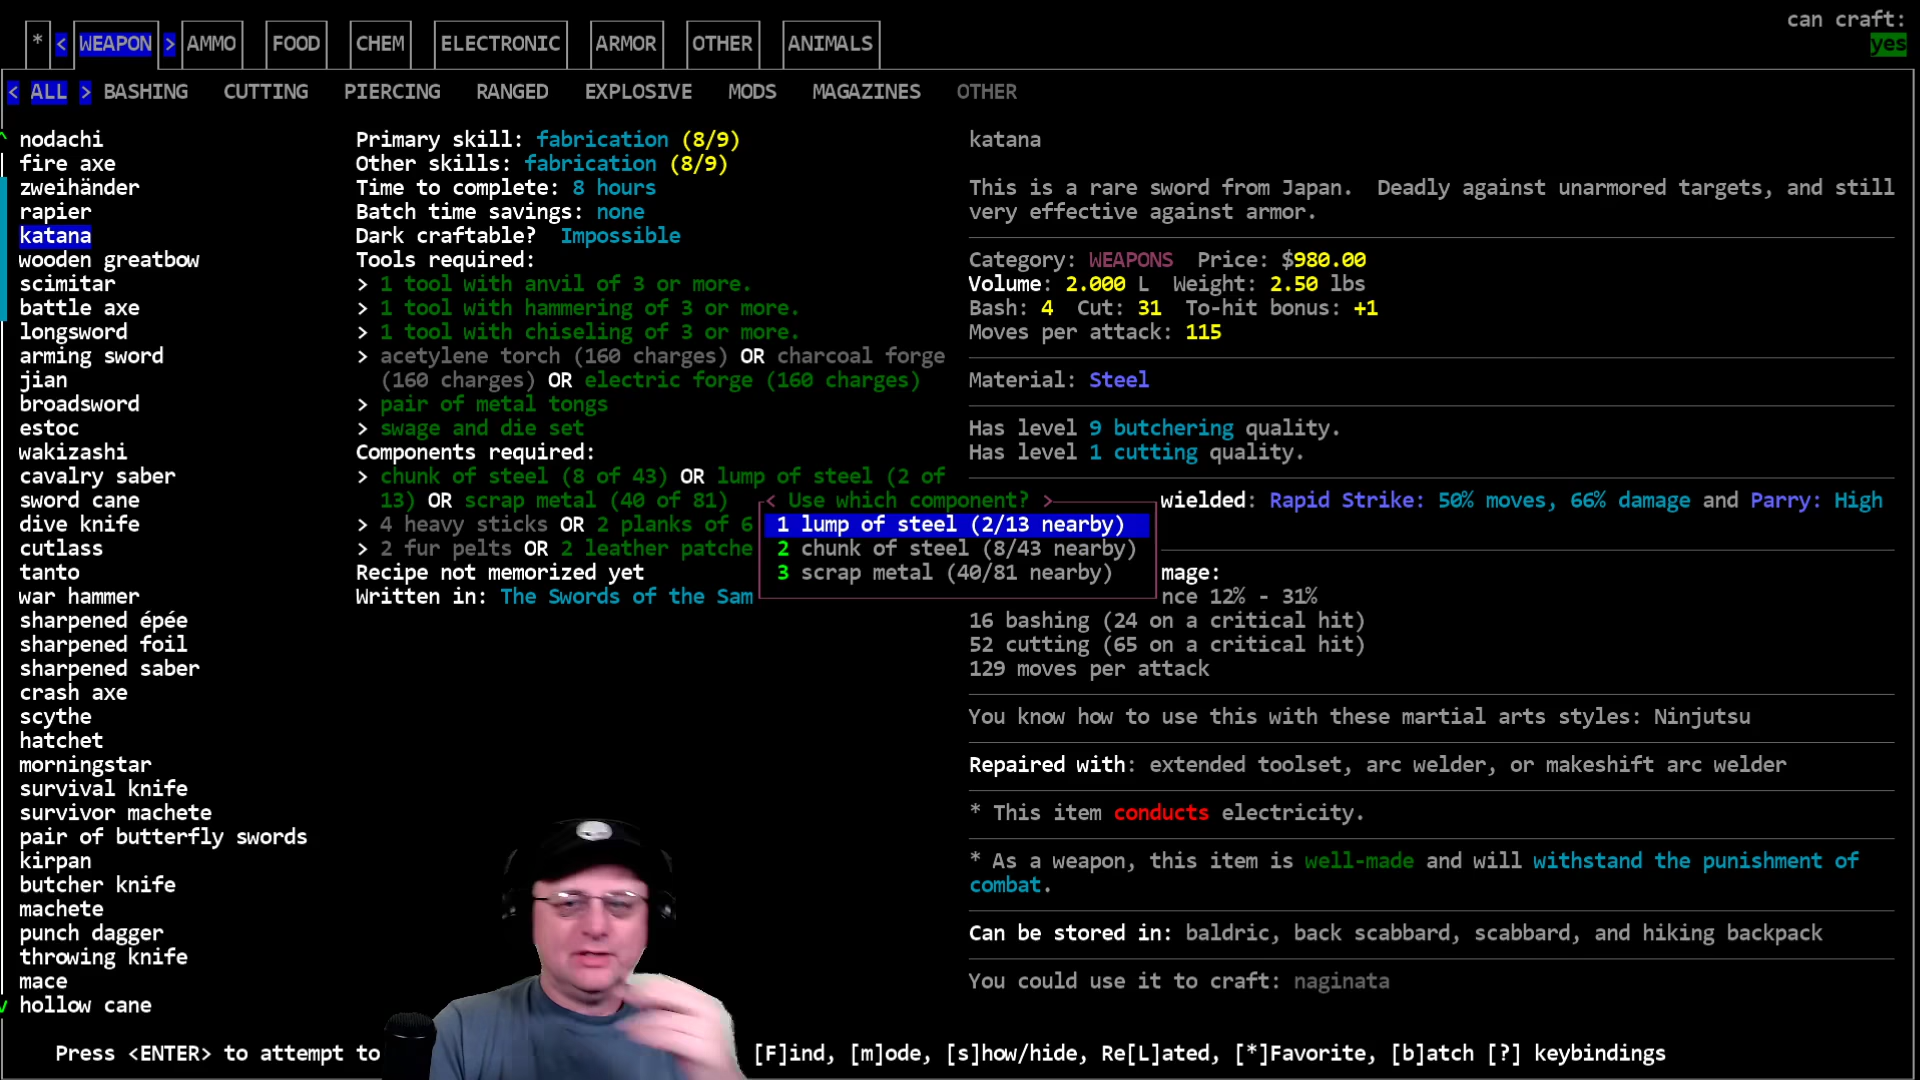 can craft:
* < WEAPON > AMMO FOOD CHEM ELECTRONIC ARMOR OTHER ANIMALS
yes
< ALL > BASHING CUTTING PIERCING RANGED EXPLOSIVE MODS MAGAZINES OTHER
nodachi
fire axe
zweihänder
rapier
katana
wooden greatbow
scimitar
battle axe
longsword
arming sword
jian
broadsword
estoc
wakizashi
cavalry saber
sword cane
dive knife
cutlass
tanto
war hammer
sharpened épée
sharpened foil
sharpened saber
crash axe
scythe
hatchet
morningstar
survival knife
survivor machete
pair of butterfly swords
kirpan
butcher knife
machete
punch dagger
throwing knife
mace
hollow cane
Primary skill: fabrication (8/9)
Other skills: fabrication (8/9)
Time to complete: 8 hours
Batch time savings: none
Dark craftable? Impossible
Tools required:
> 1 tool with anvil of 3 or more.
> 1 tool with hammering of 3 or more.
> 1 tool with chiseling of 3 or more.
> acetylene torch (160 charges) OR charcoal forge
(160 charges) OR electric forge (160 charges)
> pair of metal tongs
> swage and die set
Components required:
> chunk of steel (8 of 43) OR lump of steel (2 of
13) OR scrap metal (40 of 81)
> 4 heavy sticks OR 2 planks of 6
> 2 fur pelts OR 2 leather patche
Recipe not memorized yet
Written in: The Swords of the Sam
< Use which component? >
1 lump of steel (2/13 nearby)
2 chunk of steel (8/43 nearby)
3 scrap metal (40/81 nearby)
katana
This is a rare sword from Japan. Deadly against unarmored targets, and still
very effective against armor.
Category: WEAPONS Price: $980.00
Volume: 2.000 L Weight: 2.50 lbs
Bash: 4 Cut: 31 To-hit bonus: +1
Moves per attack: 115
Material: Steel
Has level 9 butchering quality.
Has level 1 cutting quality.
wielded: Rapid Strike: 50% moves, 66% damage and Parry: High
mage:
nce 12% - 31%
16 bashing (24 on a critical hit)
52 cutting (65 on a critical hit)
129 moves per attack
You know how to use this with these martial arts styles: Ninjutsu
Repaired with: extended toolset, arc welder, or makeshift arc welder
* This item conducts electricity.
* As a weapon, this item is well-made and will withstand the punishment of
combat.
Can be stored in: baldric, back scabbard, scabbard, and hiking backpack
You could use it to craft: naginata
Press <ENTER> to attempt to [F]ind, [m]ode, [s]how/hide, Re[L]ated, [*]Favorite, [b]atch [?] keybindings